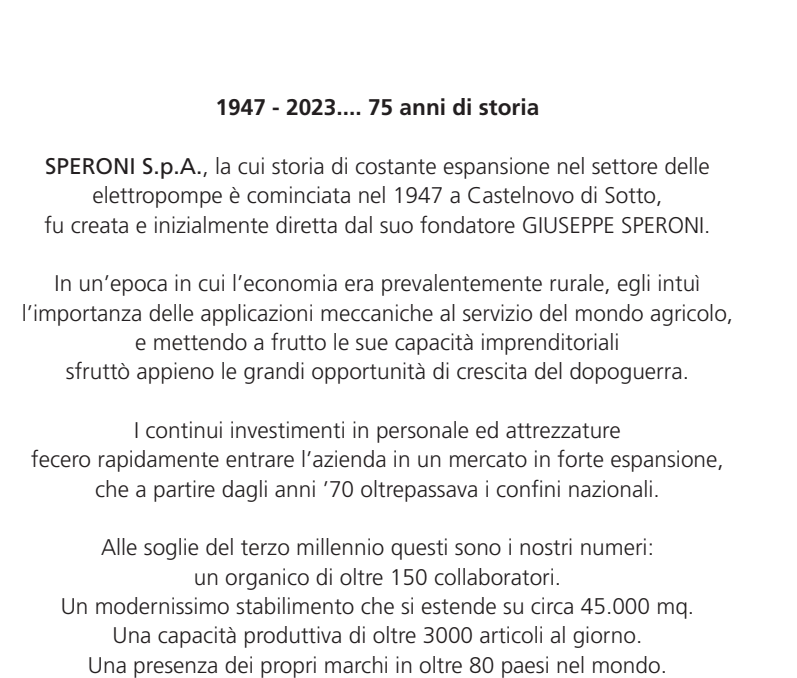 1947 - 2023.... 75 anni di storia
SPERONI S.p.A., la cui storia di costante espansione nel settore delle
elettropompe è cominciata nel 1947 a Castelnovo di Sotto,
fu creata e inizialmente diretta dal suo fondatore GIUSEPPE SPERONI.
In un’epoca in cui l’economia era prevalentemente rurale, egli intuì
l’importanza delle applicazioni meccaniche al servizio del mondo agricolo,
e mettendo a frutto le sue capacità imprenditoriali
sfruttò appieno le grandi opportunità di crescita del dopoguerra.
I continui investimenti in personale ed attrezzature
fecero rapidamente entrare l’azienda in un mercato in forte espansione,
che a partire dagli anni ’70 oltrepassava i confini nazionali.
Alle soglie del terzo millennio questi sono i nostri numeri:
un organico di oltre 150 collaboratori.
Un modernissimo stabilimento che si estende su circa 45.000 mq.
Una capacità produttiva di oltre 3000 articoli al giorno.
Una presenza dei propri marchi in oltre 80 paesi nel mondo.